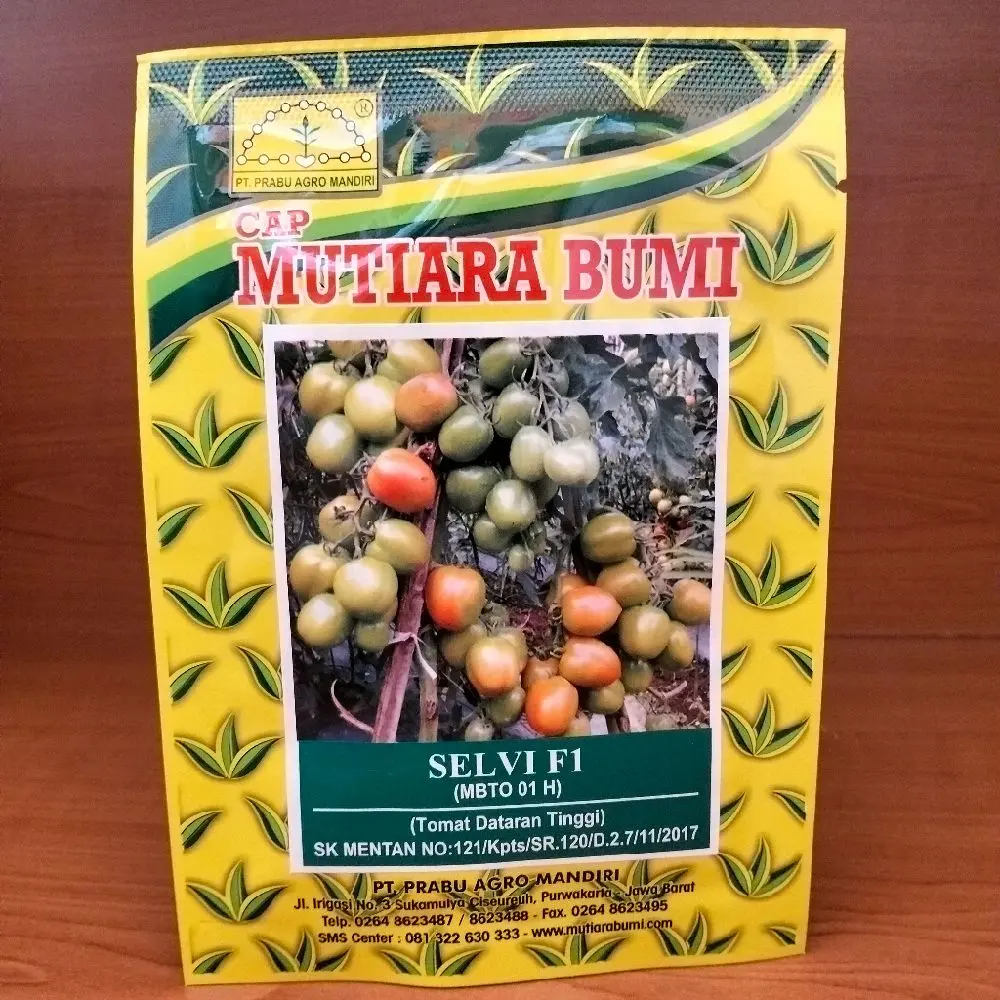 ®
PT. PRABU AGRO MANDIRI
CAP
MUTIARA BUMI
SELVI F1
(MBTO 01 H)
(Tomat Dataran Tinggi)
SK MENTAN NO:121/Kpts/SR.120/D.2.7/11/2017
PT. PRABU AGRO MANDIRI
Jl. Irigasi No. 3 Sukamulya Ciseureuh, Purwakarta - Jawa Barat
Telp. 0264 8623487 / 8623488 - Fax. 0264 8623495
SMS Center : 081 322 630 333 - www.mutiarabumi.com